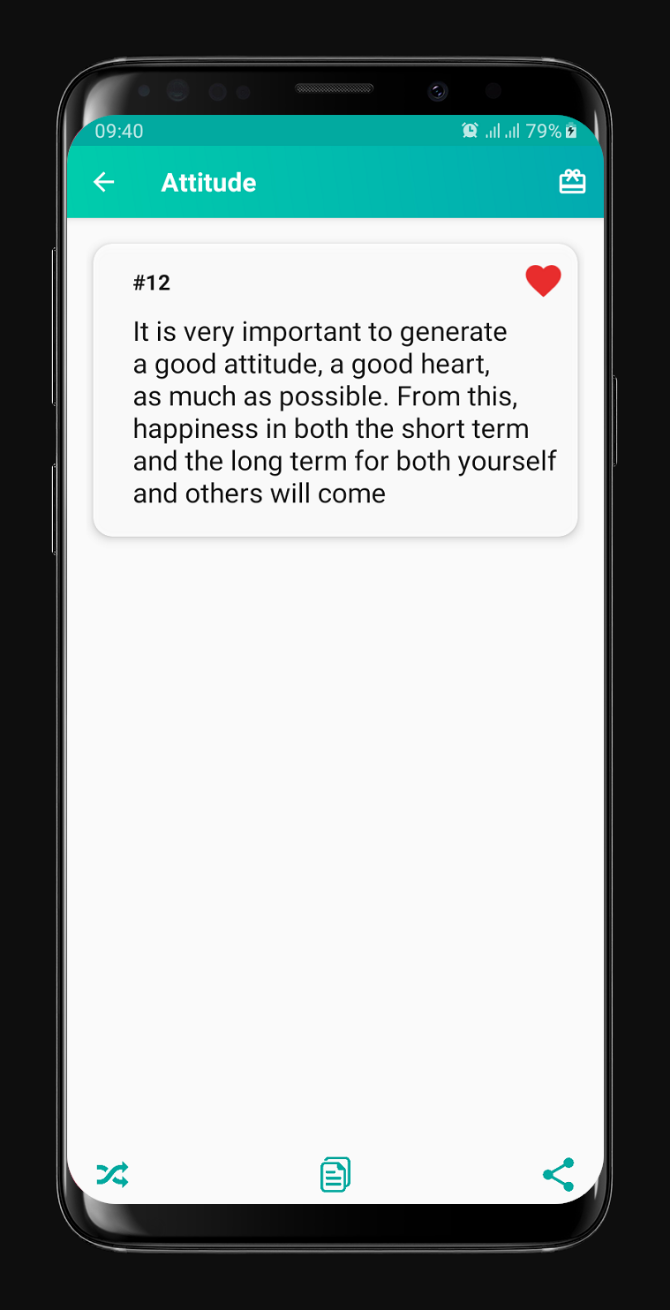 09:40 79%
Attitude
#12
It is very important to generate
a good attitude, a good heart,
as much as possible. From this,
happiness in both the short term
and the long term for both yourself
and others will come